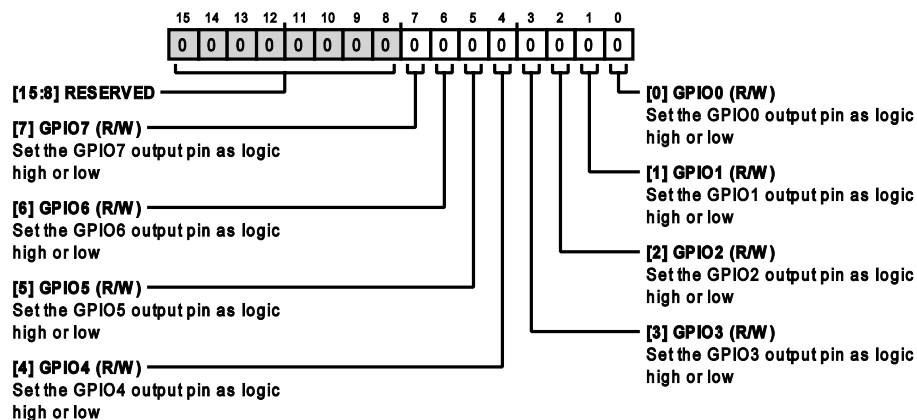 15 14 13 12 11 10 9 8 7 6 5 4 3 2 1 0
0 0 0 0 0 0 0 0 0 0 0 0 0 0 0 0
[15:8] RESERVED
[7] GPIO7 (R/W)
Set the GPIO7 output pin as logic
high or low
[6] GPIO6 (R/W)
Set the GPIO6 output pin as logic
high or low
[5] GPIO5 (R/W)
Set the GPIO5 output pin as logic
high or low
[4] GPIO4 (R/W)
Set the GPIO4 output pin as logic
high or low
[0] GPIO0 (R/W)
Set the GPIO0 output pin as logic
high or low
[1] GPIO1 (R/W)
Set the GPIO1 output pin as logic
high or low
[2] GPIO2 (R/W)
Set the GPIO2 output pin as logic
high or low
[3] GPIO3 (R/W)
Set the GPIO3 output pin as logic
high or low